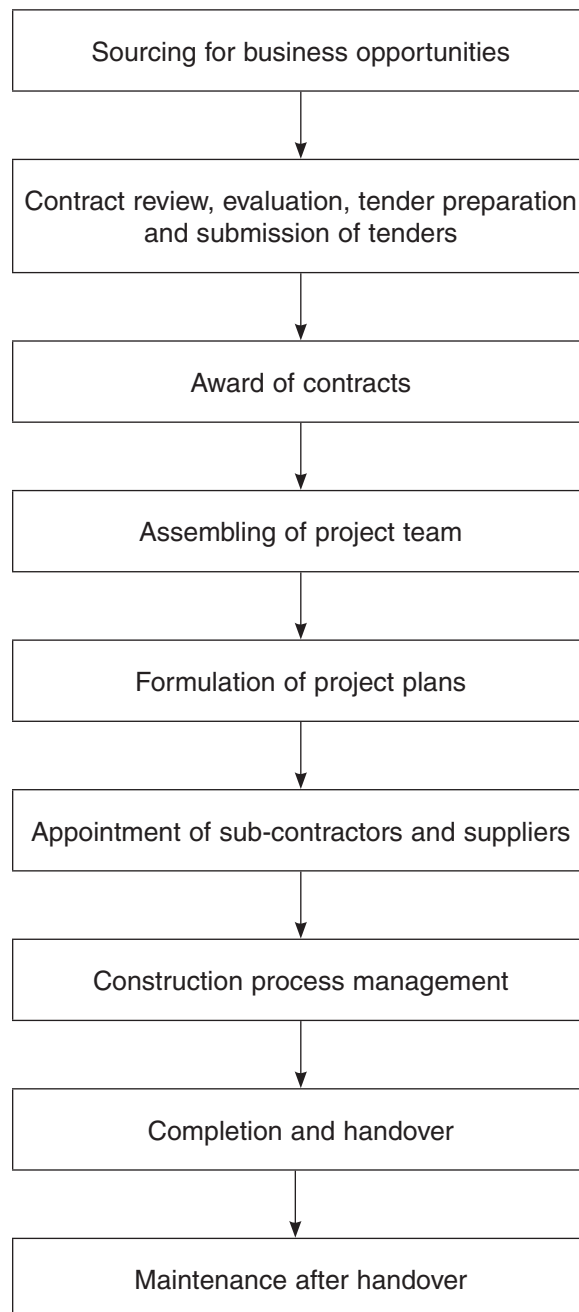 Sourcing for business opportunities
Contract review, evaluation, tender preparation
and submission of tenders
Award of contracts
Assembling of project team
Formulation of project plans
Appointment of sub-contractors and suppliers
Construction process management
Completion and handover
Maintenance after handover